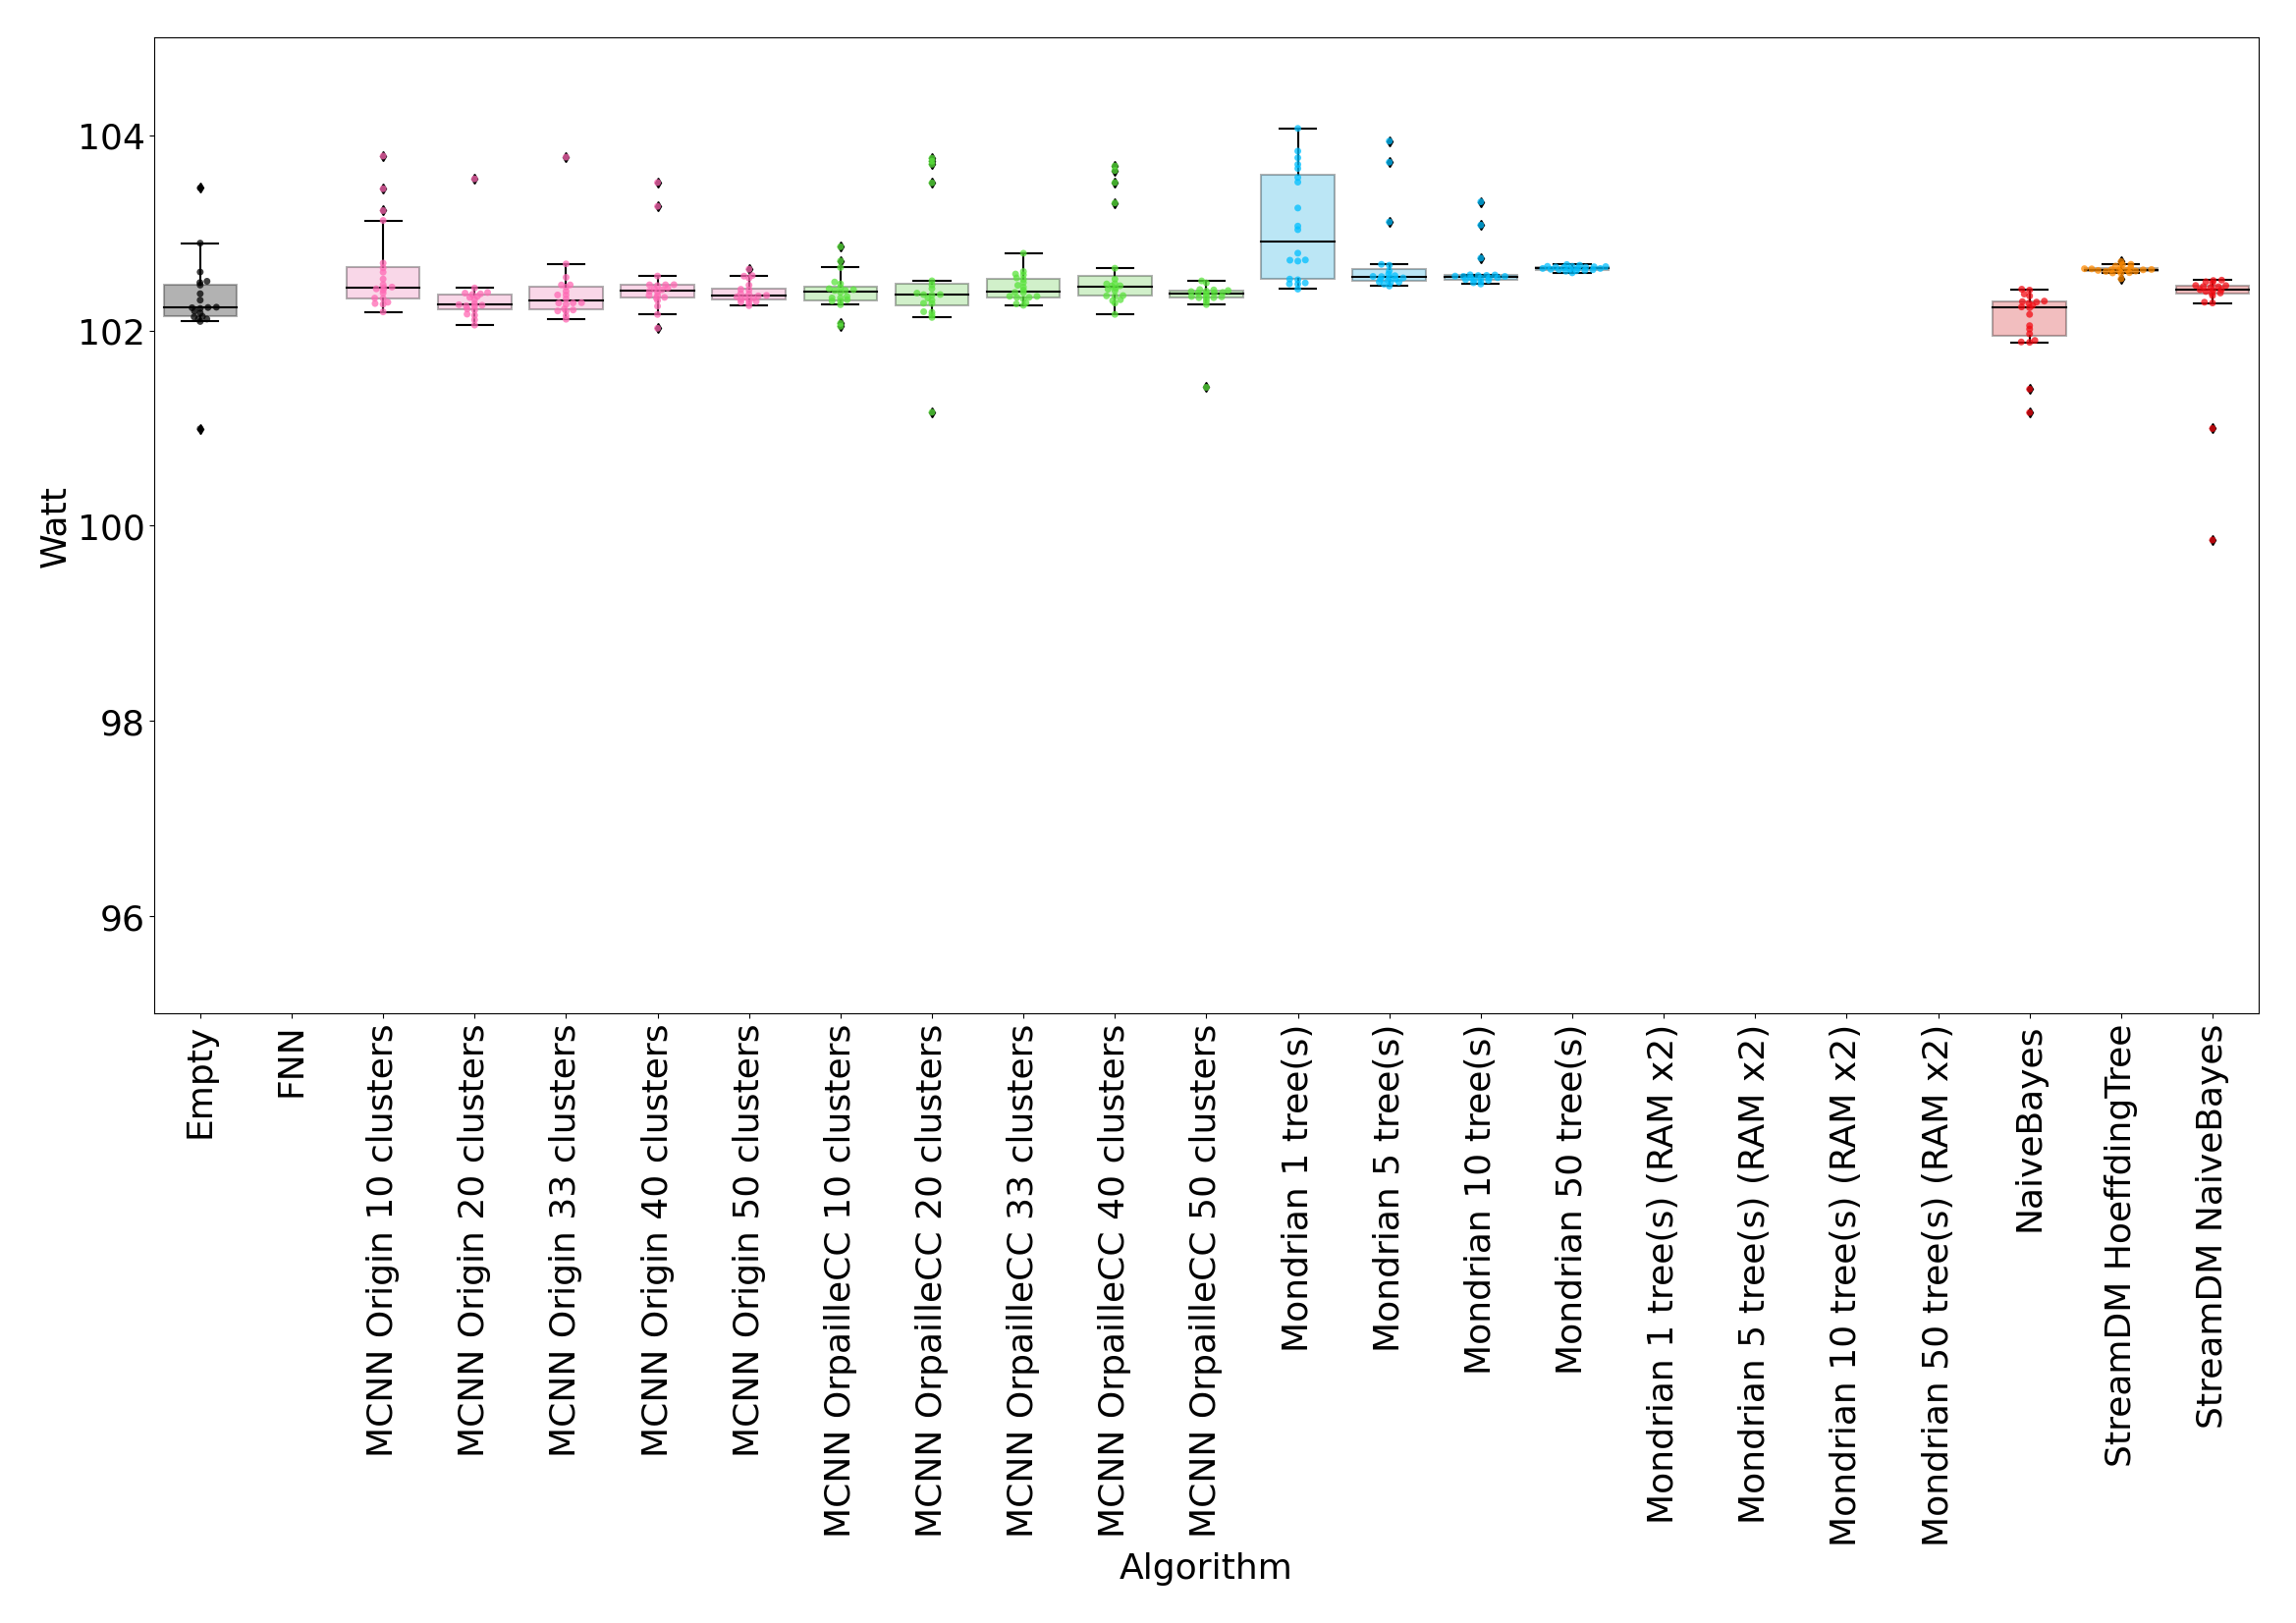 Watt
104
102
100
98
96
Empty
FNN
MCNN Origin 10 clusters
MCNN Origin 20 clusters
MCNN Origin 33 clusters
MCNN Origin 40 clusters
MCNN Origin 50 clusters
MCNN OrpailleCC 10 clusters
MCNN OrpailleCC 20 clusters
MCNN OrpailleCC 33 clusters
MCNN OrpailleCC 40 clusters
MCNN OrpailleCC 50 clusters
Mondrian 1 tree(s)
Mondrian 5 tree(s)
Mondrian 10 tree(s)
Mondrian 50 tree(s)
Mondrian 1 tree(s) (RAM x2)
Mondrian 5 tree(s) (RAM x2)
Mondrian 10 tree(s) (RAM x2)
Mondrian 50 tree(s) (RAM x2)
NaiveBayes
StreamDM HoeffdingTree
StreamDM NaiveBayes
Algorithm